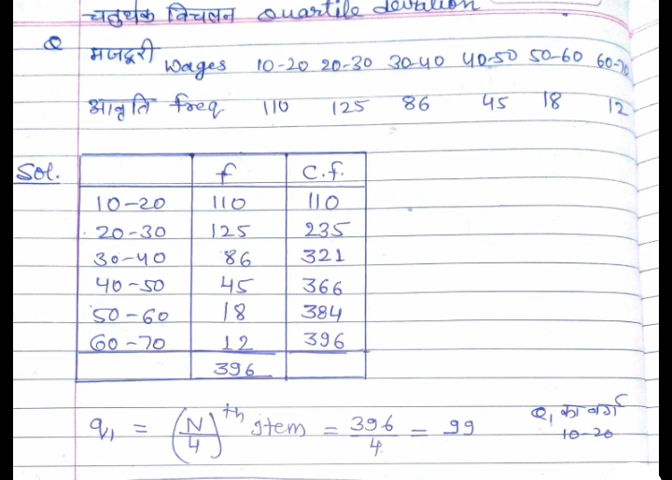 चतुर्थक विचलन Quartile deviation
Q मजदूरी Wages 10-20 20-30 30-40 40-50 50-60 60-70
आवृति freq 110 125 86 45 18 12
Sol.
f C.f.
10-20 110 110
20-30 125 235
30-40 86 321
40-50 45 366
50-60 18 384
60-70 12 396
396
q₁ = (N/4)^th item = 396/4 = 99 Q₁ का वर्ग
10-20